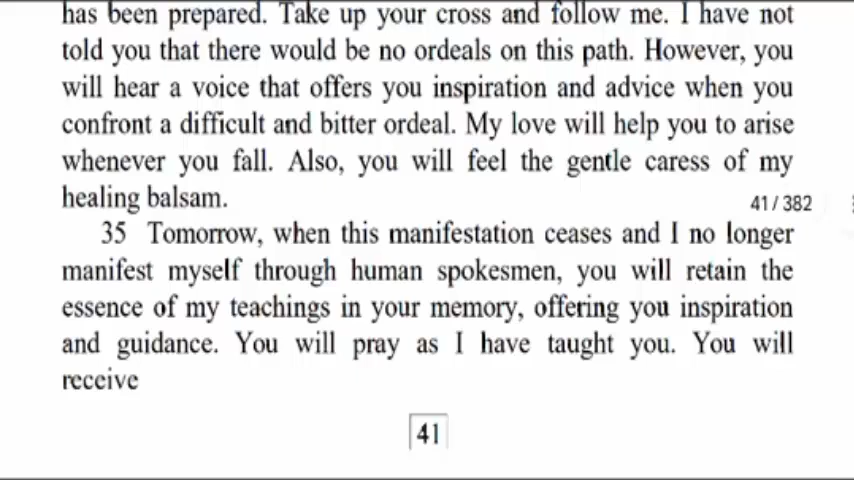 has been prepared. Take up your cross and follow me. I have not
told you that there would be no ordeals on this path. However, you
will hear a voice that offers you inspiration and advice when you
confront a difficult and bitter ordeal. My love will help you to arise
whenever you fall. Also, you will feel the gentle caress of my
healing balsam.
41 / 382
35 Tomorrow, when this manifestation ceases and I no longer
manifest myself through human spokesmen, you will retain the
essence of my teachings in your memory, offering you inspiration
and guidance. You will pray as I have taught you. You will
receive
41